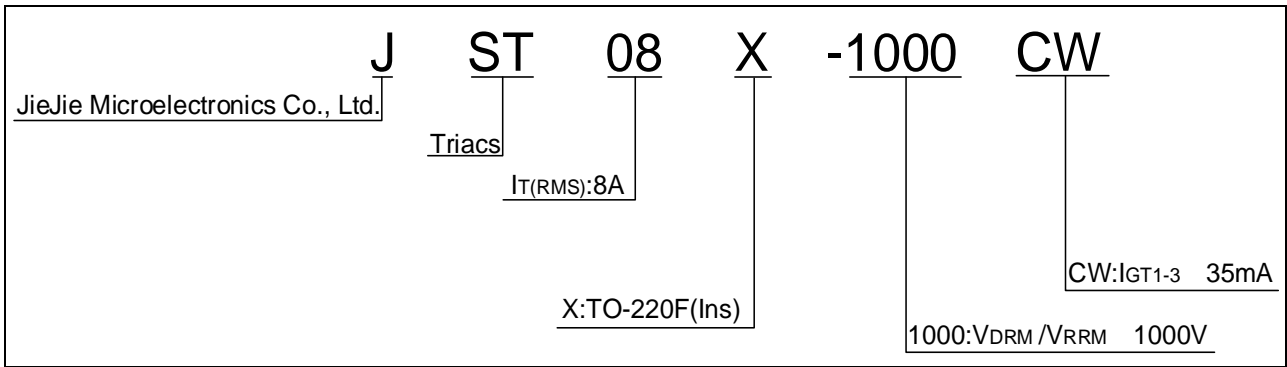 J ST 08 X -1000 CW
JieJie Microelectronics Co., Ltd.
Triacs
IT(RMS):8A
CW:IGT1-3 35mA
X:TO-220F(Ins)
1000:VDRM /VRRM 1000V